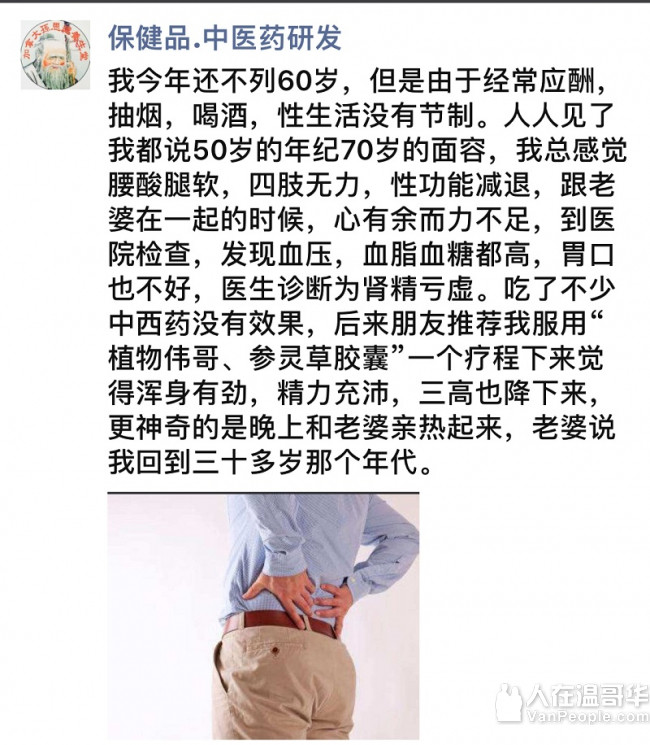 保健品.中医药研发
我今年还不列60岁，但是由于经常应酬，
抽烟，喝酒，性生活没有节制。人人见了
我都说50岁的年纪70岁的面容，我总感觉
腰酸腿软，四肢无力，性功能减退，跟老
婆在一起的时候，心有余而力不足，到医
院检查，发现血压，血脂血糖都高，胃口
也不好，医生诊断为肾精亏虚。吃了不少
中西药没有效果，后来朋友推荐我服用“
植物伟哥、参灵草胶囊”一个疗程下来觉
得浑身有劲，精力充沛，三高也降下来，
更神奇的是晚上和老婆亲热起来，老婆说
我回到三十多岁那个年代。
人在温哥华
VanPeople.com